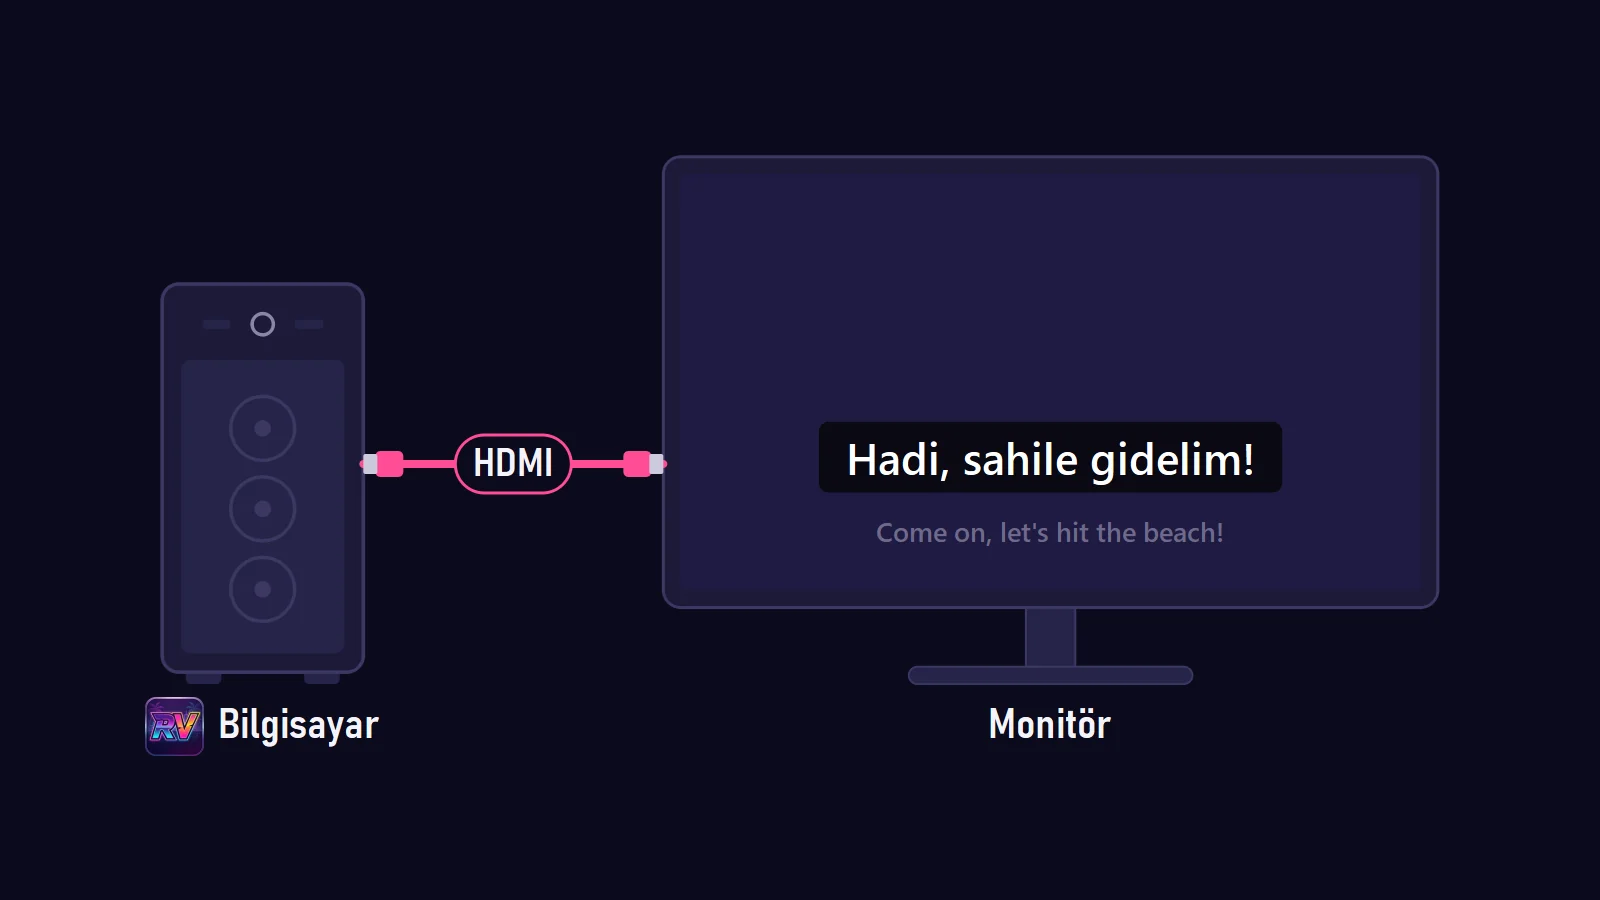 HDMI
Hadi, sahile gidelim!
Come on, let's hit the beach!
RV
Bilgisayar
Monitör